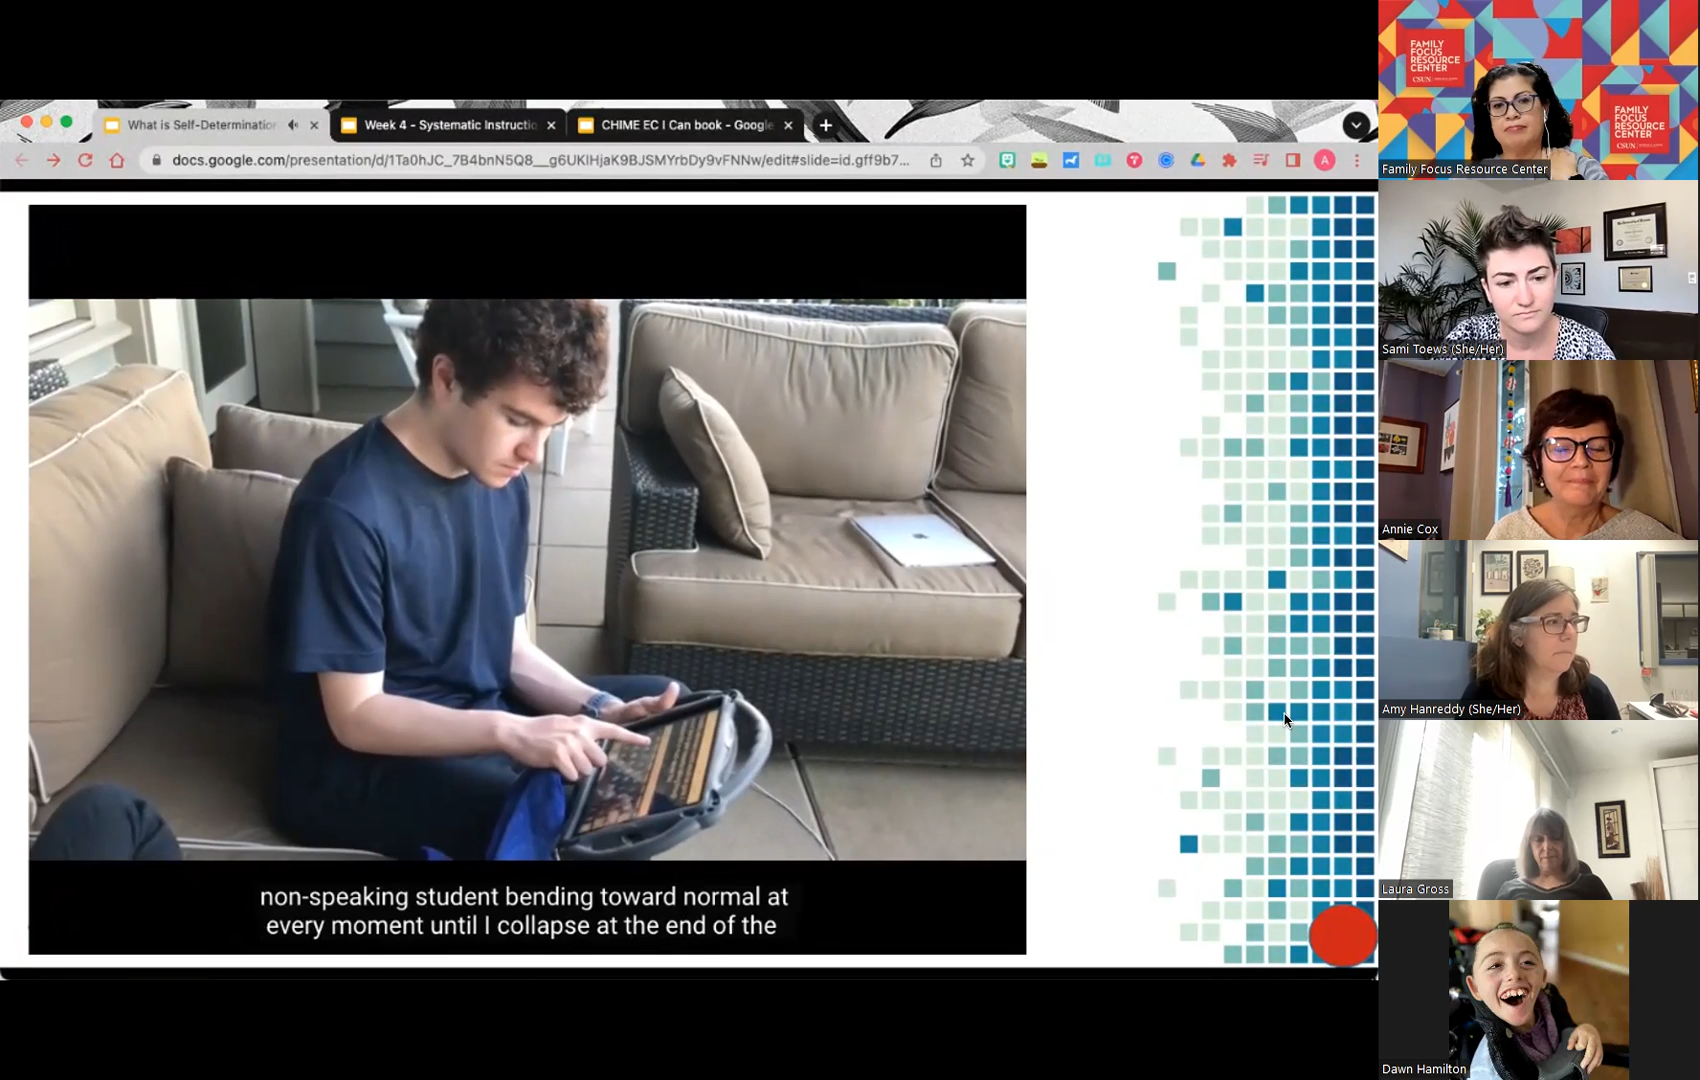 What is Self-Determination
Week 4 - Systematic Instructio
CHIME EC I Can book - Google
docs.google.com/presentation/d/1Ta0hJC_7B4bnN5Q8__g6UKIHjaK9BJSMYrbDy9vFNNw/edit#slide=id.gff9b7...
A
non-speaking student bending toward normal at
every moment until I collapse at the end of the
FAMILY
FOCUS
RESOURCE
CENTER
CSUN
FAMILY
FOCUS
RESOURCE
CENTER
CSUN
Family Focus Resource Center
Sami Toews (She/Her)
Annie Cox
Amy Hanreddy (She/Her)
Laura Gross
Dawn Hamilton